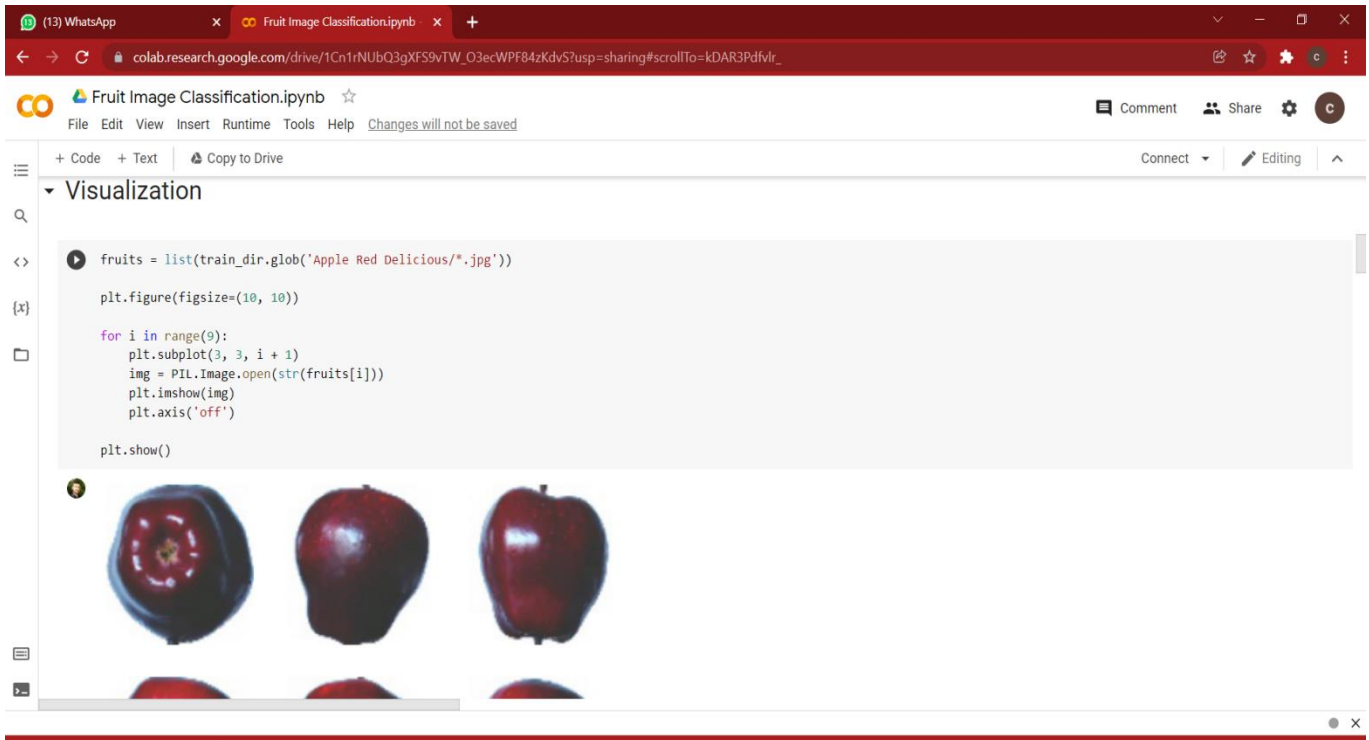 (13) WhatsApp
Fruit Image Classification.ipynb -
colab.research.google.com/drive/1Cn1rNUbQ3gXFS9vTW_O3ecWPF84zKdvS?usp=sharing#scrollTo=kDAR3Pdfvlr_
Fruit Image Classification.ipynb
Comment Share C
File Edit View Insert Runtime Tools Help Changes will not be saved
+ Code + Text Copy to Drive Connect Editing
Visualization
fruits = list(train_dir.glob('Apple Red Delicious/*.jpg'))
plt.figure(figsize=(10, 10))
for i in range(9):
    plt.subplot(3, 3, i + 1)
    img = PIL.Image.open(str(fruits[i]))
    plt.imshow(img)
    plt.axis('off')
plt.show()